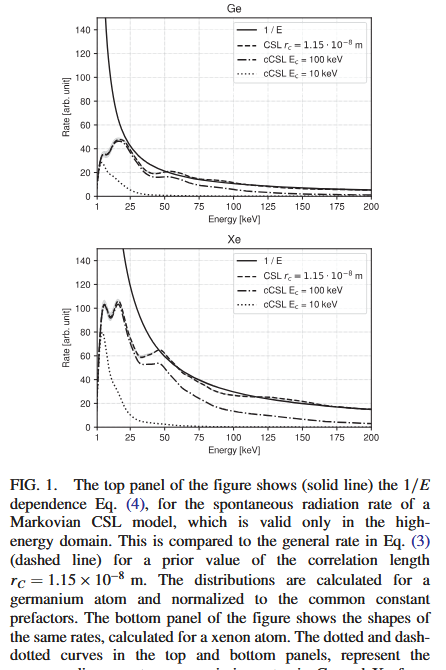 Ge
140
120
100
80
60
40
20
0
Rate [arb. unit]
1 / E
CSL r_c = 1.15 · 10⁻⁸ m
cCSL E_c = 100 keV
cCSL E_c = 10 keV
1 25 50 75 100 125 150 175 200
Energy [keV]
Xe
140
120
100
80
60
40
20
0
Rate [arb. unit]
1 / E
CSL r_c = 1.15 · 10⁻⁸ m
cCSL E_c = 100 keV
cCSL E_c = 10 keV
1 25 50 75 100 125 150 175 200
Energy [keV]
FIG. 1. The top panel of the figure shows (solid line) the 1/E
dependence Eq. (4), for the spontaneous radiation rate of a
Markovian CSL model, which is valid only in the high-
energy domain. This is compared to the general rate in Eq. (3)
(dashed line) for a prior value of the correlation length
r_C = 1.15 × 10⁻⁸ m. The distributions are calculated for a
germanium atom and normalized to the common constant
prefactors. The bottom panel of the figure shows the shapes of
the same rates, calculated for a xenon atom. The dotted and dash-
dotted curves in the top and bottom panels, represent the